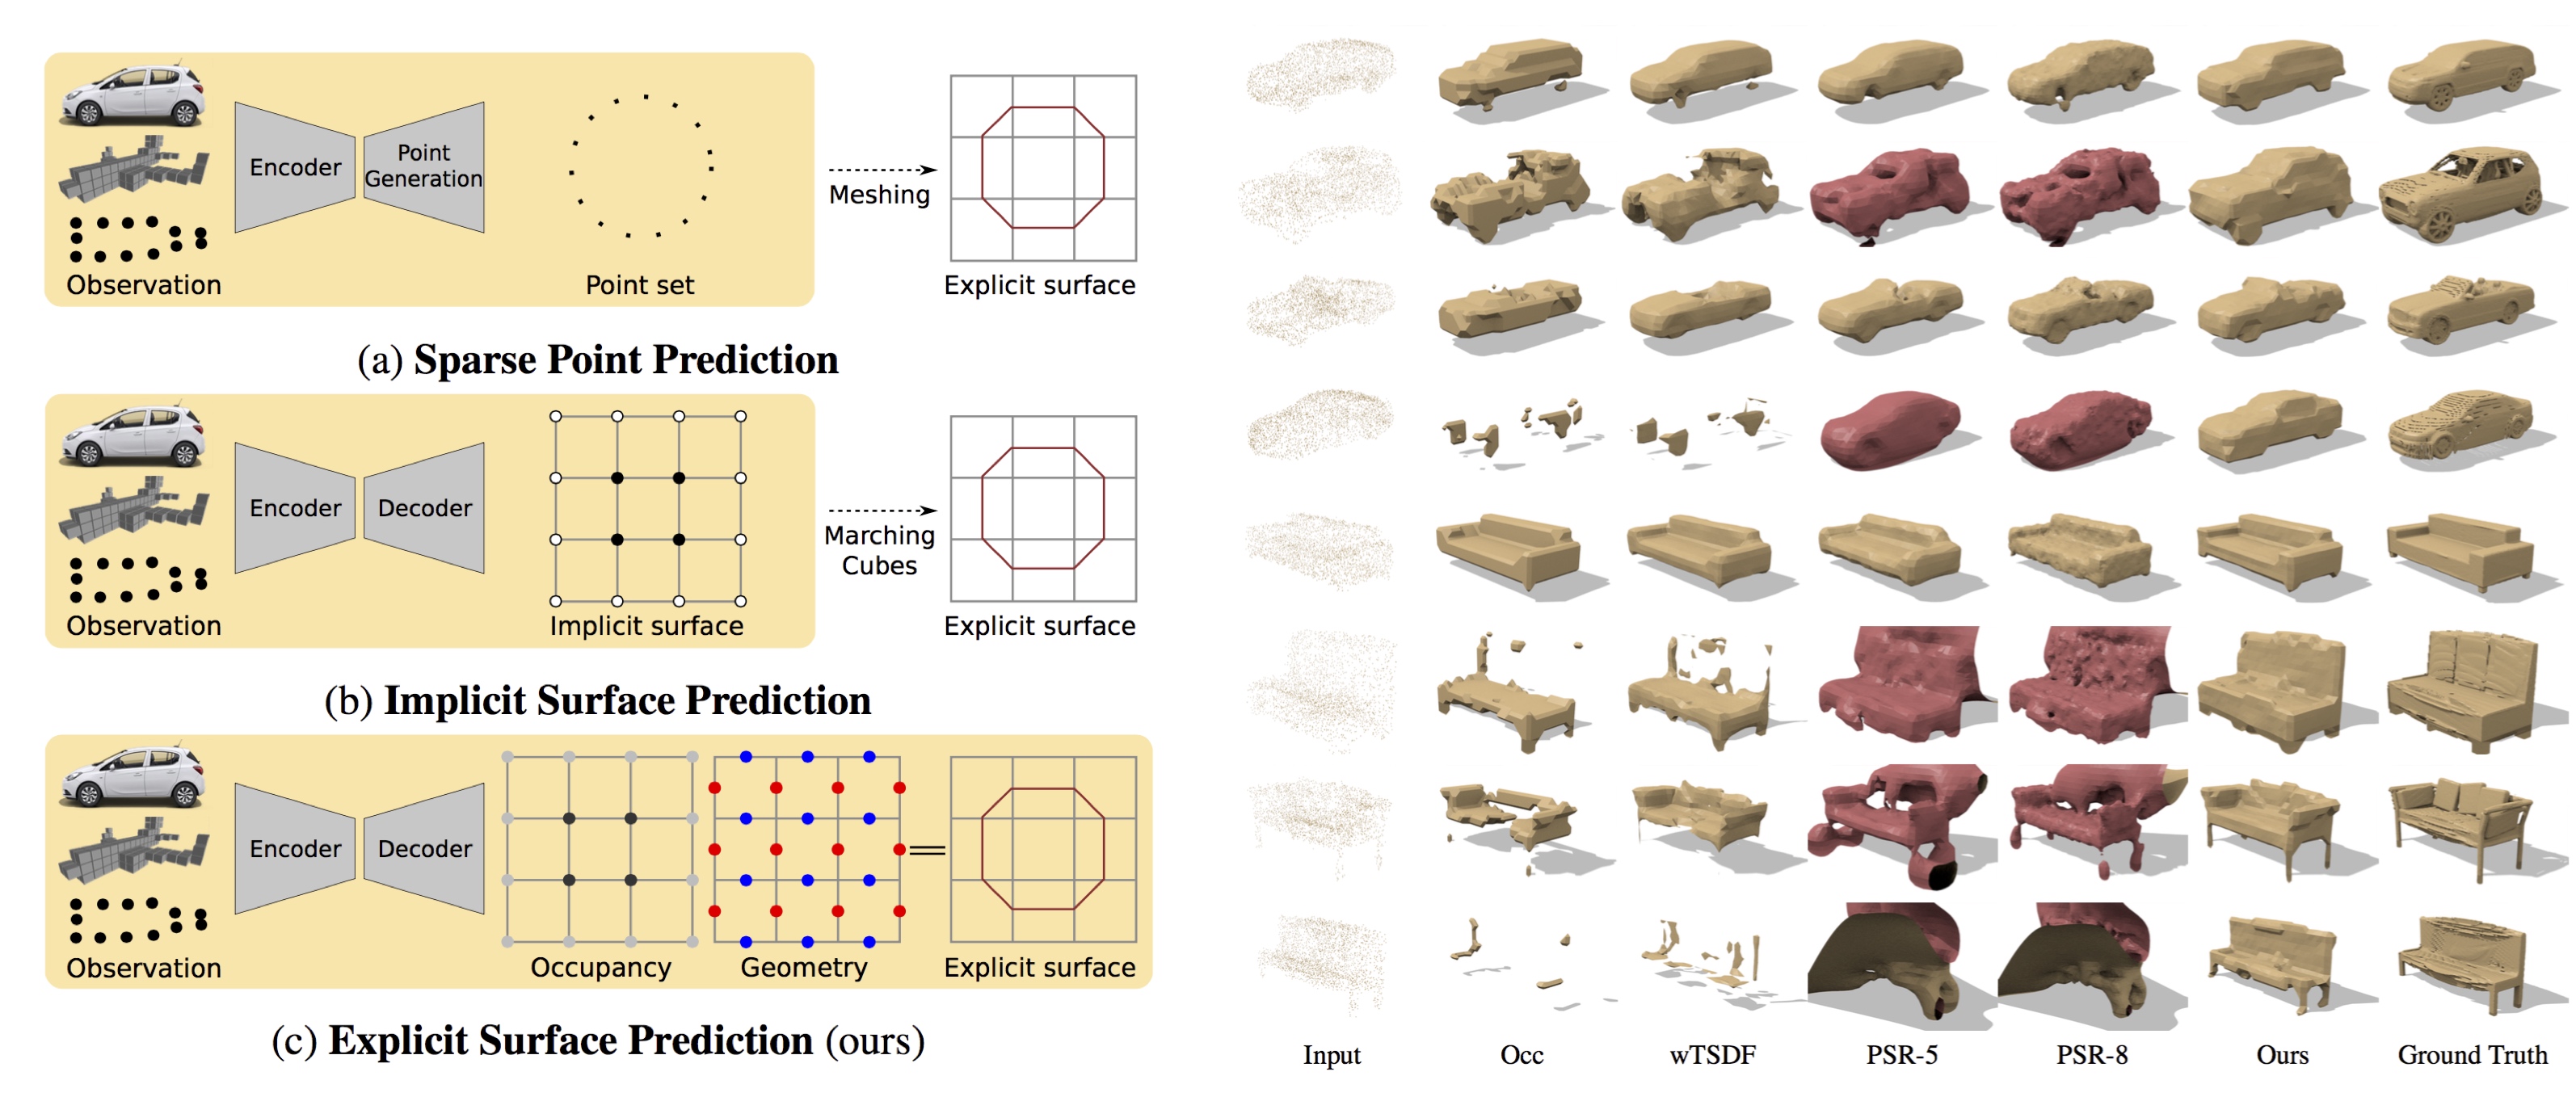 Encoder
Point
Generation
Observation
Point set
Meshing
Explicit surface
(a) Sparse Point Prediction
Encoder
Decoder
Observation
Implicit surface
Marching
Cubes
Explicit surface
(b) Implicit Surface Prediction
Encoder
Decoder
Observation
Occupancy
Geometry
Explicit surface
(c) Explicit Surface Prediction (ours)
Input
Occ
wTSDF
PSR-5
PSR-8
Ours
Ground Truth